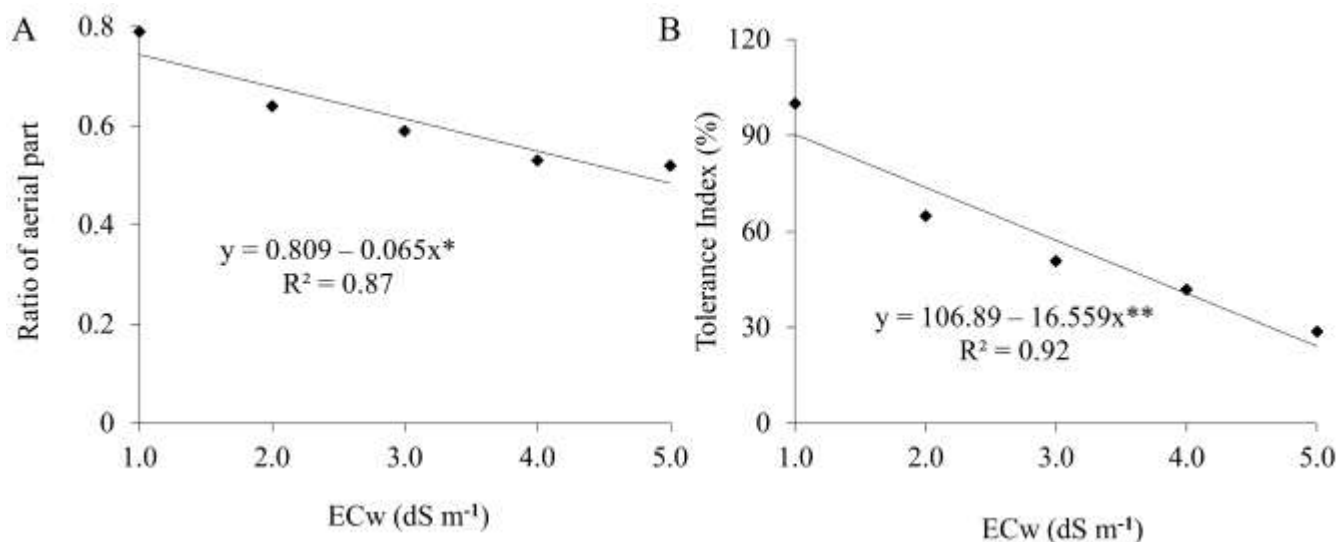 A
0.8
0.6
0.4
0.2
0
Ratio of aerial part
y = 0.809 – 0.065x*
R² = 0.87
1.0 2.0 3.0 4.0 5.0
ECw (dS m⁻¹)
B
120
90
60
30
0
Tolerance Index (%)
y = 106.89 – 16.559x**
R² = 0.92
1.0 2.0 3.0 4.0 5.0
ECw (dS m⁻¹)